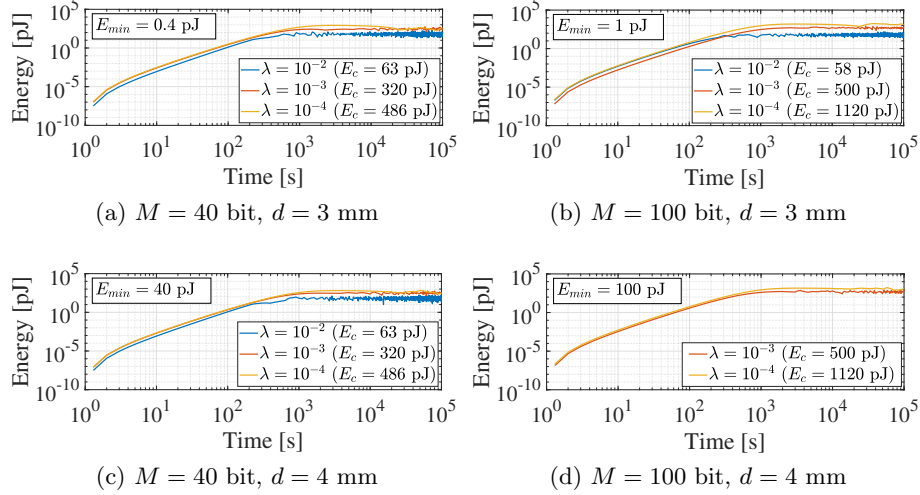 E_min = 0.4 pJ
Energy [pJ]
10^5
10^0
10^-5
10^-10
λ = 10^-2 (E_c = 63 pJ)
λ = 10^-3 (E_c = 320 pJ)
λ = 10^-4 (E_c = 486 pJ)
10^0 10^1 10^2 10^3 10^4 10^5
Time [s]
(a) M = 40 bit, d = 3 mm
E_min = 1 pJ
Energy [pJ]
10^5
10^0
10^-5
10^-10
λ = 10^-2 (E_c = 58 pJ)
λ = 10^-3 (E_c = 500 pJ)
λ = 10^-4 (E_c = 1120 pJ)
10^0 10^1 10^2 10^3 10^4 10^5
Time [s]
(b) M = 100 bit, d = 3 mm
E_min = 40 pJ
Energy [pJ]
10^5
10^0
10^-5
10^-10
λ = 10^-2 (E_c = 63 pJ)
λ = 10^-3 (E_c = 320 pJ)
λ = 10^-4 (E_c = 486 pJ)
10^0 10^1 10^2 10^3 10^4 10^5
Time [s]
(c) M = 40 bit, d = 4 mm
E_min = 100 pJ
Energy [pJ]
10^5
10^0
10^-5
10^-10
λ = 10^-3 (E_c = 500 pJ)
λ = 10^-4 (E_c = 1120 pJ)
10^0 10^1 10^2 10^3 10^4 10^5
Time [s]
(d) M = 100 bit, d = 4 mm